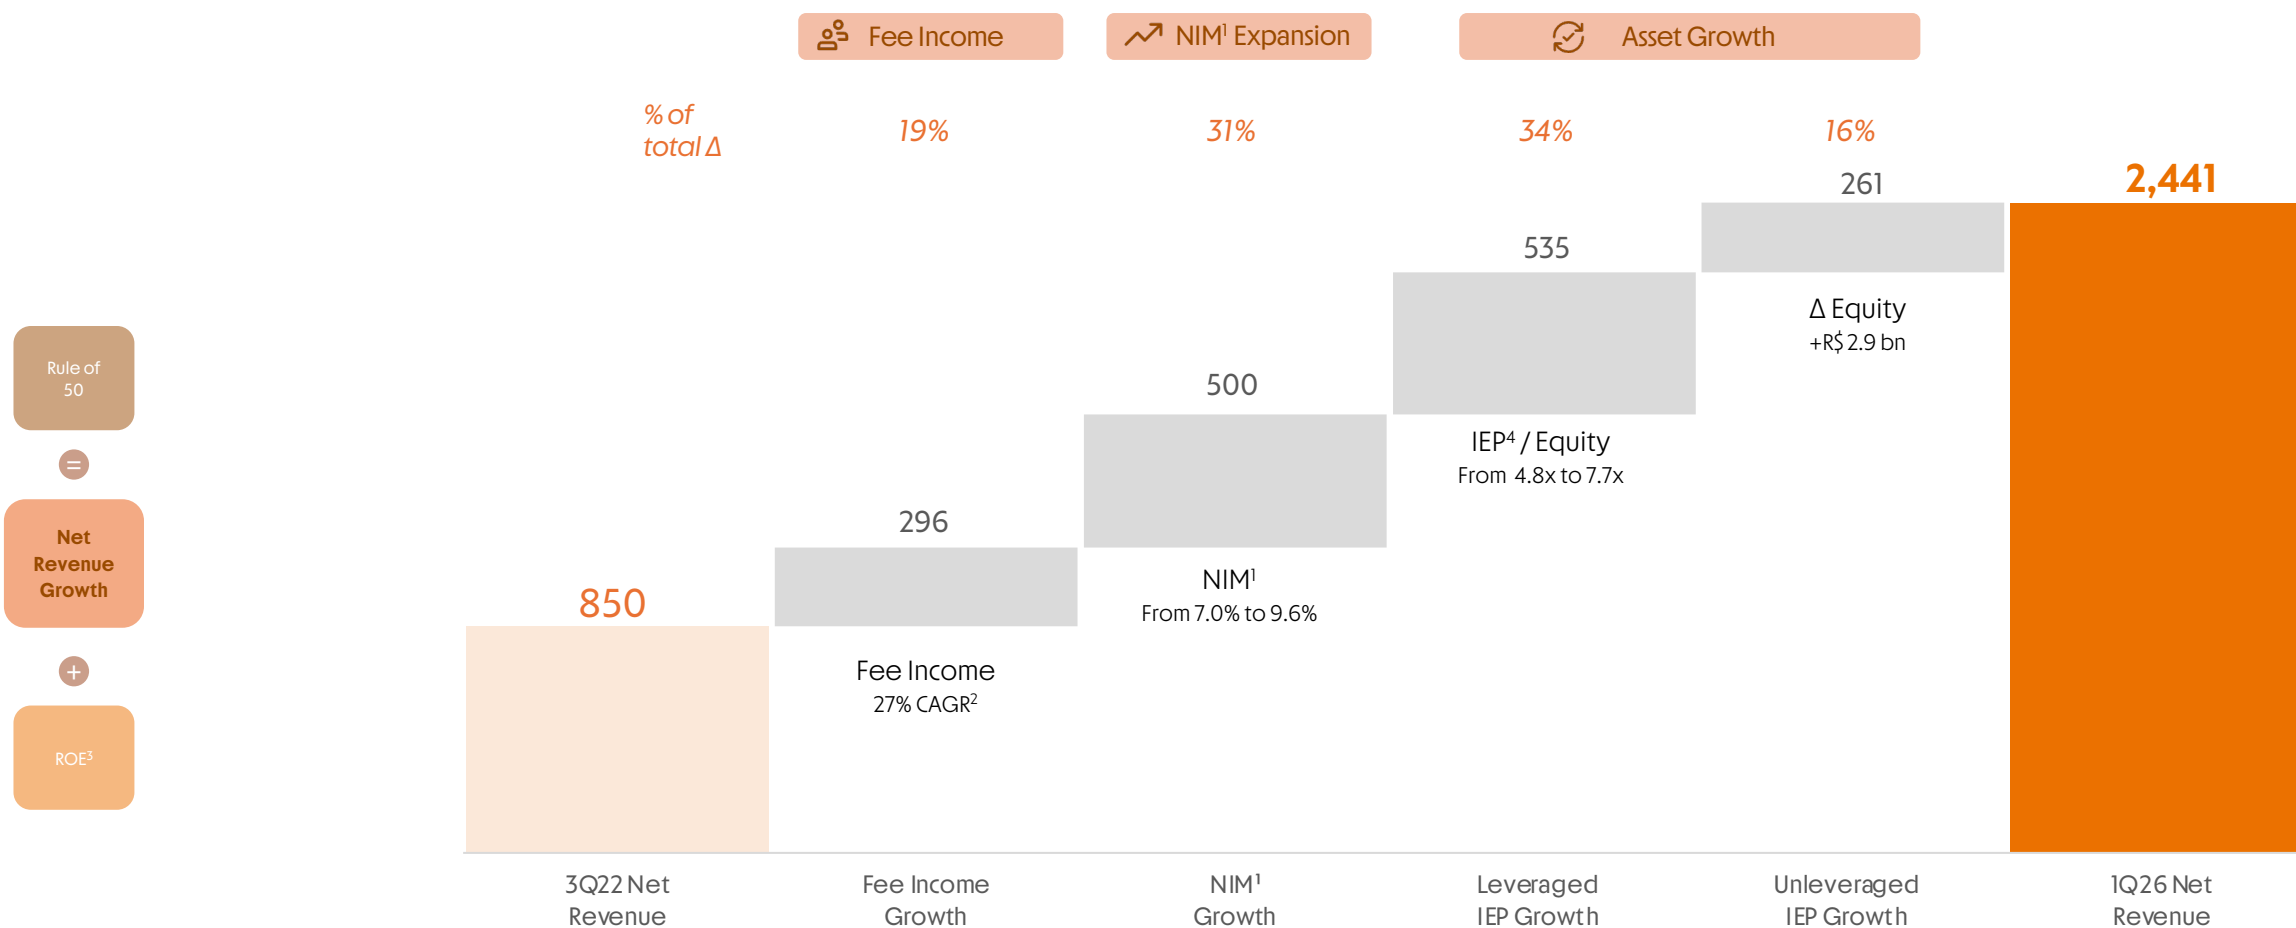 Fee Income
NIM¹ Expansion
Asset Growth
% of
total Δ
19%
31%
34%
16%
850
296
500
535
261
2,441
Fee Income
27% CAGR²
NIM¹
From 7.0% to 9.6%
IEP⁴ / Equity
From 4.8x to 7.7x
Δ Equity
+R$ 2.9 bn
Rule of
50
=
Net
Revenue
Growth
+
ROE³
3Q22 Net
Revenue
Fee Income
Growth
NIM¹
Growth
Leveraged
IEP Growth
Unleveraged
IEP Growth
1Q26 Net
Revenue